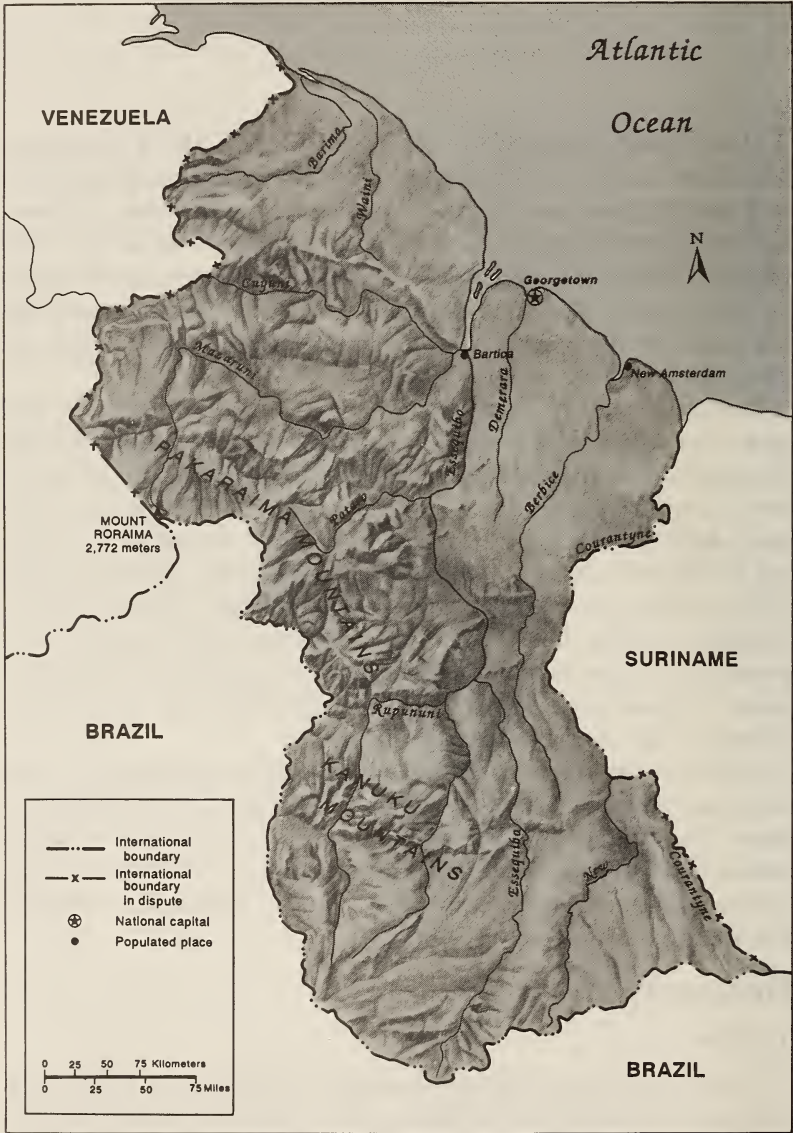 Atlantic
Ocean
VENEZUELA
Barima
Waini
N
Georgetown
Cuyuni
Bartica
Mazaruni
New Amsterdam
Demerara
Essequibo
PAKARAIMA MOUNTAINS
Potaro
Berbice
MOUNT
RORAIMA
2,772 meters
Courantyne
SURINAME
BRAZIL
Rupununi
KANUKU
MOUNTAINS
Essequibo
New
Courantyne
International
boundary
International
boundary
in dispute
National capital
Populated place
0 25 50 75 Kilometers
0 25 50 75 Miles
BRAZIL